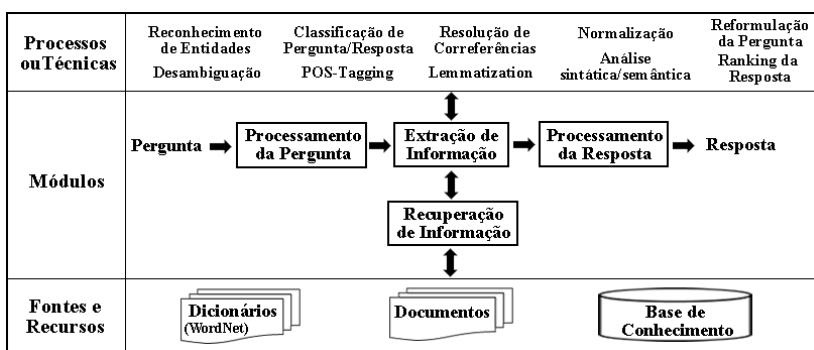 Processos
ouTécnicas
Reconhecimento
de Entidades
Desambiguação
Classificação de
Pergunta/Resposta
POS-Tagging
Resolução de
Correferências
Lemmatization
Normalização
Análise
sintática/semântica
Reformulação
da Pergunta
Ranking da
Resposta
Módulos
Pergunta
Processamento
da Pergunta
Extração de
Informação
Processamento
da Resposta
Resposta
Recuperação
de Informação
Fontes e
Recursos
Dicionários
(WordNet)
Documentos
Base de
Conhecimento